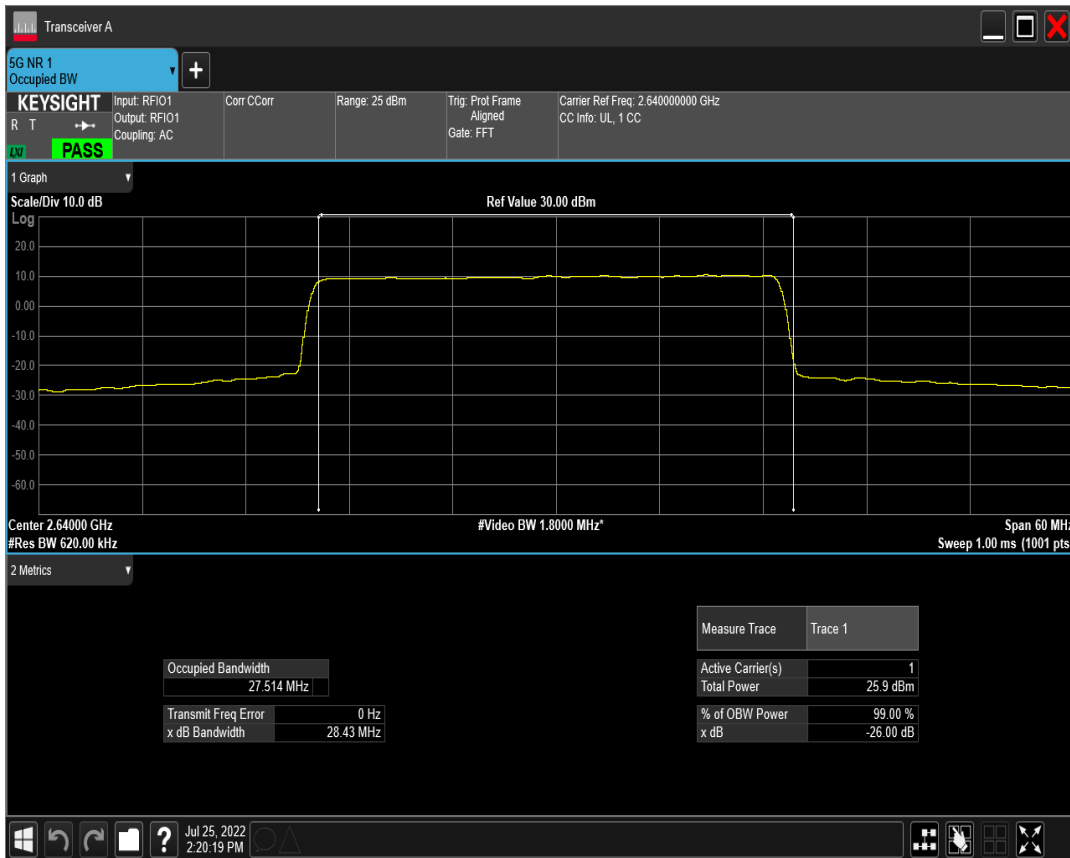 Transceiver A
5G NR 1
Occupied BW
+
KEYSIGHT
R T
LXI
PASS
Input: RFIO1
Output: RFIO1
Coupling: AC
Corr CCorr
Range: 25 dBm
Trig: Prot Frame
Aligned
Gate: FFT
Carrier Ref Freq: 2.640000000 GHz
CC Info: UL, 1 CC
1 Graph
Scale/Div 10.0 dB
Ref Value 30.00 dBm
Log
20.0
10.0
0.00
-10.0
-20.0
-30.0
-40.0
-50.0
-60.0
Center 2.64000 GHz
#Video BW 1.8000 MHz*
Span 60 MHz
#Res BW 620.00 kHz
Sweep 1.00 ms (1001 pts
2 Metrics
Measure Trace Trace 1
Occupied Bandwidth
27.514 MHz
Active Carrier(s) 1
Total Power 25.9 dBm
Transmit Freq Error 0 Hz
x dB Bandwidth 28.43 MHz
% of OBW Power 99.00 %
x dB -26.00 dB
?
Jul 25, 2022
2:20:19 PM